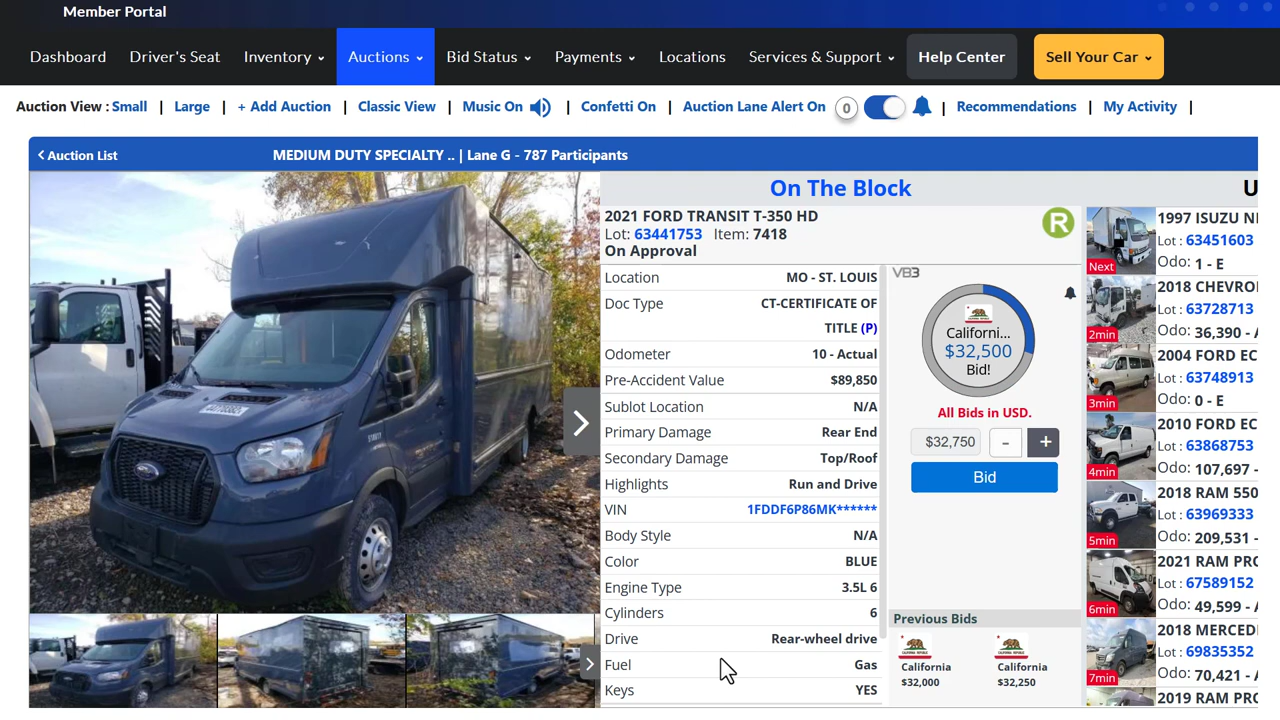 Member Portal
Dashboard Driver's Seat Inventory Auctions Bid Status Payments Locations Services & Support Help Center Sell Your Car
Auction View : Small | Large | + Add Auction | Classic View | Music On | Confetti On | Auction Lane Alert On 0 | Recommendations | My Activity |
Auction List MEDIUM DUTY SPECIALTY .. | Lane G - 787 Participants
On The Block
U
2021 FORD TRANSIT T-350 HD
Lot: 63441753 Item: 7418
On Approval
R
Location MO - ST. LOUIS
Doc Type CT-CERTIFICATE OF
TITLE (P)
Odometer 10 - Actual
Pre-Accident Value $89,850
Sublot Location N/A
Primary Damage Rear End
Secondary Damage Top/Roof
Highlights Run and Drive
VIN 1FDDF6P86MK******
Body Style N/A
Color BLUE
Engine Type 3.5L 6
Cylinders 6
Drive Rear-wheel drive
Fuel Gas
Keys YES
VB3
Californi...
$32,500
Bid!
All Bids in USD.
$32,750 - +
Bid
Previous Bids
California
$32,000
California
$32,250
1997 ISUZU N
Lot : 63451603
Next Odo: 1 - E
2018 CHEVRO
Lot : 63728713
2min Odo: 36,390 - A
2004 FORD EC
Lot : 63748913
3min Odo: 0 - E
2010 FORD EC
Lot : 63868753
4min Odo: 107,697 -
2018 RAM 550
Lot : 63969333
5min Odo: 209,531 -
2021 RAM PRO
Lot : 67589152
6min Odo: 49,599 - A
2018 MERCED
Lot : 69835352
7min Odo: 70,421 - A
2019 RAM PRO